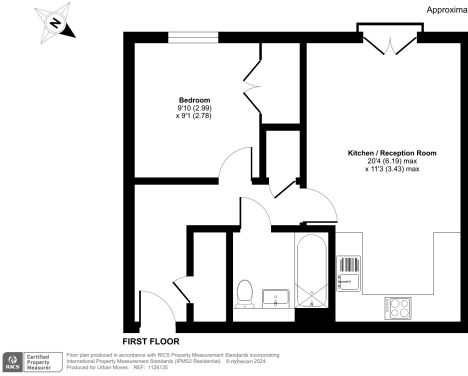 Approxima
N
Bedroom
9'10 (2.99)
x 9'1 (2.78)
Kitchen / Reception Room
20'4 (6.19) max
x 11'3 (3.43) max
FIRST FLOOR
RICS
Certified
Property
Measurer
Floor plan produced in accordance with RICS Property Measurement Standards incorporating
International Property Measurement Standards (IPMS2 Residential). © nichecom 2024.
Produced for Urban Moves. REF: 1126135